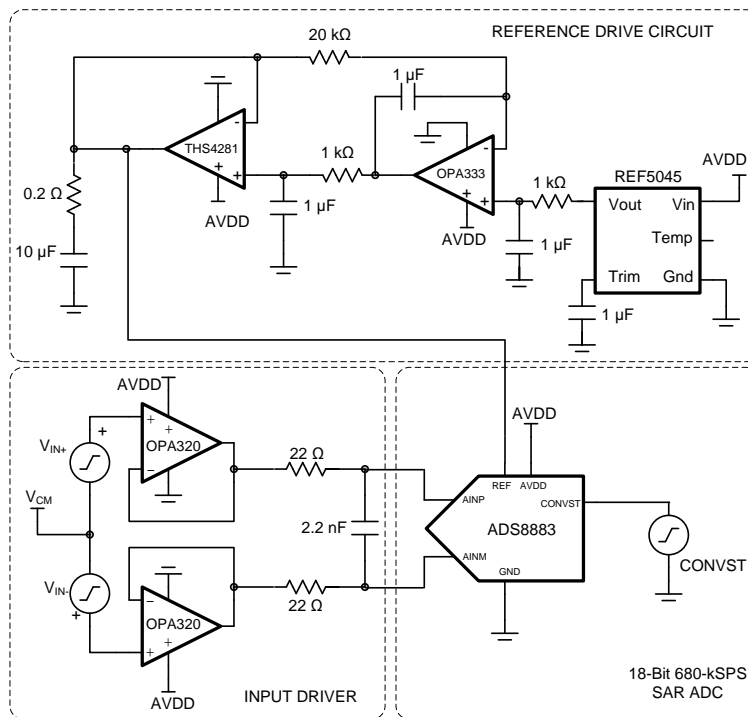 REFERENCE DRIVE CIRCUIT
20 kΩ
1 µF
-
THS4281
+ +
AVDD
1 kΩ
1 µF
-
OPA333
+ +
AVDD
1 kΩ
1 µF
REF5045
AVDD
Vout Vin
Temp
Trim Gnd
1 µF
0.2 Ω
10 µF
AVDD
VIN+
+
+ +
OPA320
-
22 Ω
VCM
2.2 nF
VIN-
+
-
OPA320
+ +
22 Ω
AVDD
INPUT DRIVER
AVDD
REF AVDD
CONVST
AINP
ADS8883
AINM
GND
CONVST
18-Bit 680-kSPS
SAR ADC